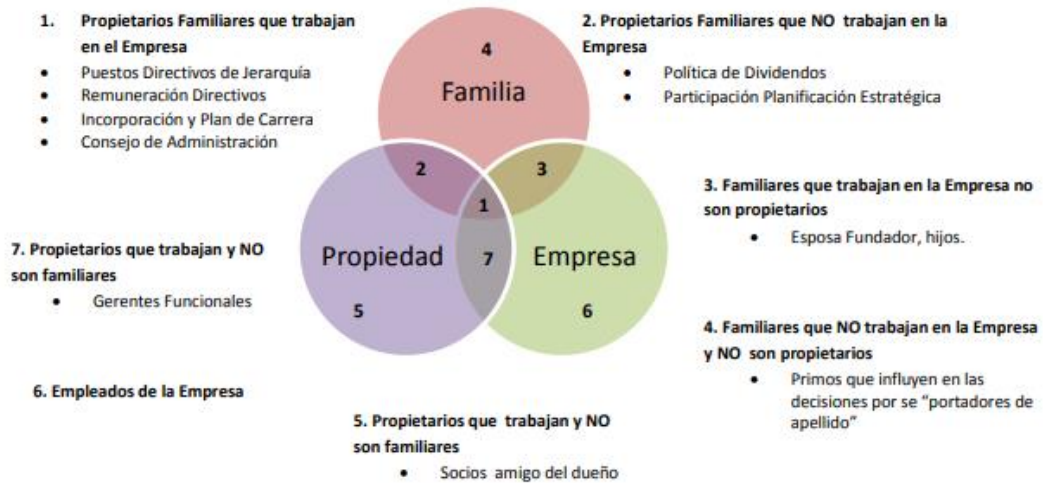 1. Propietarios Familiares que trabajan
en el Empresa
• Puestos Directivos de Jerarquía
• Remuneración Directivos
• Incorporación y Plan de Carrera
• Consejo de Administración
2. Propietarios Familiares que NO trabajan en la
Empresa
• Política de Dividendos
• Participación Planificación Estratégica
4
Familia
2
3
1
Propiedad
7
Empresa
5
6
3. Familiares que trabajan en la Empresa no
son propietarios
• Esposa Fundador, hijos.
7. Propietarios que trabajan y NO
son familiares
• Gerentes Funcionales
4. Familiares que NO trabajan en la Empresa
y NO son propietarios
• Primos que influyen en las
decisiones por se “portadores de
apellido”
6. Empleados de la Empresa
5. Propietarios que trabajan y NO
son familiares
• Socios amigo del dueño